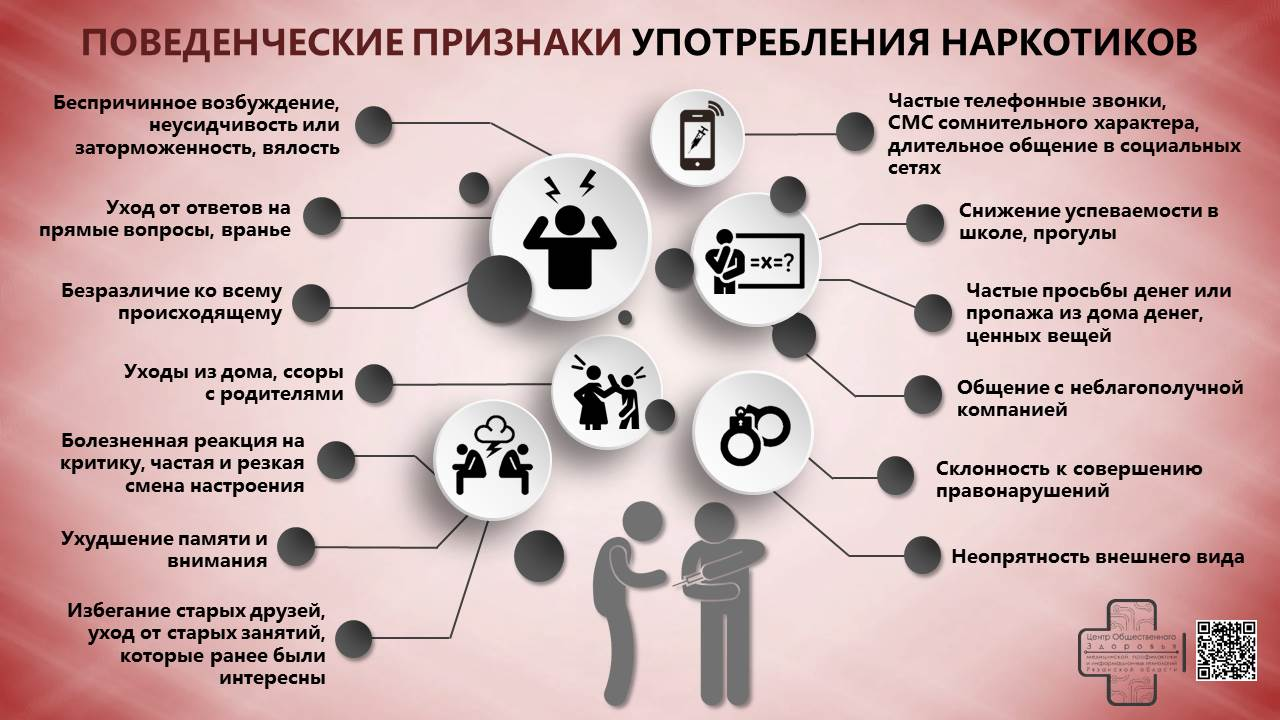 ПОВЕДЕНЧЕСКИЕ ПРИЗНАКИ УПОТРЕБЛЕНИЯ НАРКОТИКОВ
Беспричинное возбуждение,
неусидчивость или
заторможенность, вялость
Уход от ответов на
прямые вопросы, вранье
Безразличие ко всему
происходящему
Уходы из дома, ссоры
с родителями
Болезненная реакция на
критику, частая и резкая
смена настроения
Ухудшение памяти и
внимания
Избегание старых друзей,
уход от старых занятий,
которые ранее были
интересны
=x=?
Частые телефонные звонки,
СМС сомнительного характера,
длительное общение в социальных
сетях
Снижение успеваемости в
школе, прогулы
Частые просьбы денег или
пропажа из дома денег,
ценных вещей
Общение с неблагополучной
компанией
Склонность к совершению
правонарушений
Неопрятность внешнего вида
Центр Общественного
Здоровья
медицинской профилактики
и информационных технологий
Рязанской области